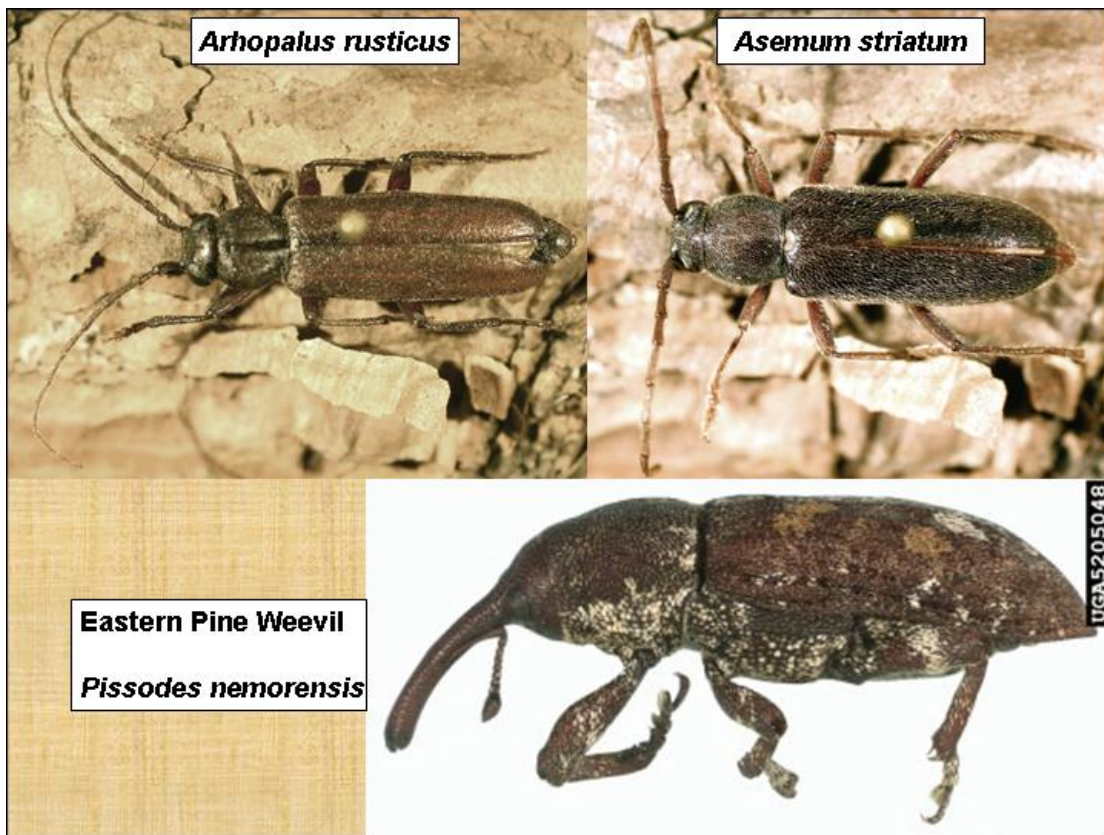 Arhopalus rusticus
Asemum striatum
Eastern Pine Weevil
Pissodes nemorensis
UGA5205048